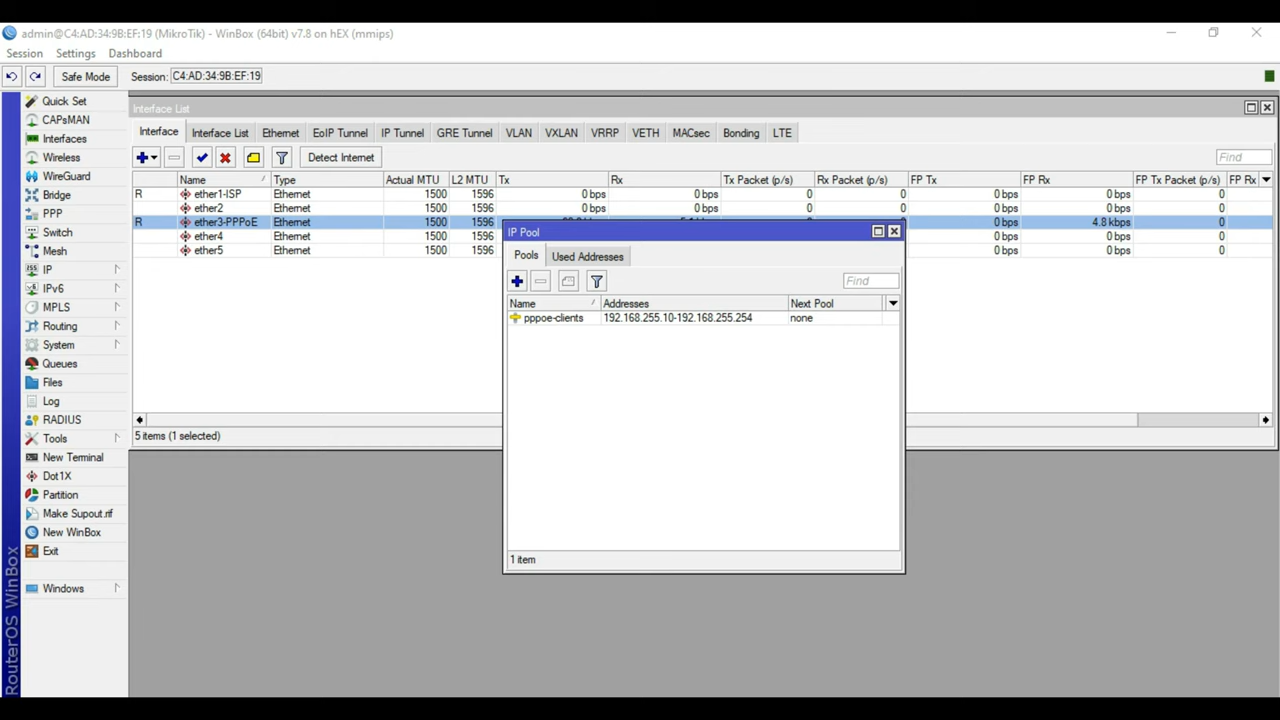 admin@C4:AD:34:9B:EF:19 (MikroTik) - WinBox (64bit) v7.8 on hEX (mmips)
Session Settings Dashboard
Safe Mode Session: C4:AD:34:9B:EF:19
Quick Set
CAPsMAN
Interfaces
Wireless
WireGuard
Bridge
PPP
Switch
Mesh
IP
IPv6
MPLS
Routing
System
Queues
Files
Log
RADIUS
Tools
New Terminal
Dot1X
Partition
Make Supout.rif
New WinBox
Exit
Windows
RouterOS WinBox
Interface List
Interface Interface List Ethernet EoIP Tunnel IP Tunnel GRE Tunnel VLAN VXLAN VRRP VETH MACsec Bonding LTE
Detect Internet Find
Name Type Actual MTU L2 MTU Tx Rx Tx Packet (p/s) Rx Packet (p/s) FP Tx FP Rx FP Tx Packet (p/s) FP Rx
R ether1-ISP Ethernet 1500 1596 0 bps 0 bps 0 0 0 bps 0 bps 0
ether2 Ethernet 1500 1596 0 bps 0 bps 0 0 0 bps 0 bps 0
R ether3-PPPoE Ethernet 1500 1596 0 bps 4.8 kbps 0
ether4 Ethernet 1500 1596 0 bps 0 bps 0
ether5 Ethernet 1500 1596 0 bps 0 bps 0
5 items (1 selected)
IP Pool
Pools Used Addresses
Find
Name Addresses Next Pool
pppoe-clients 192.168.255.10-192.168.255.254 none
1 item